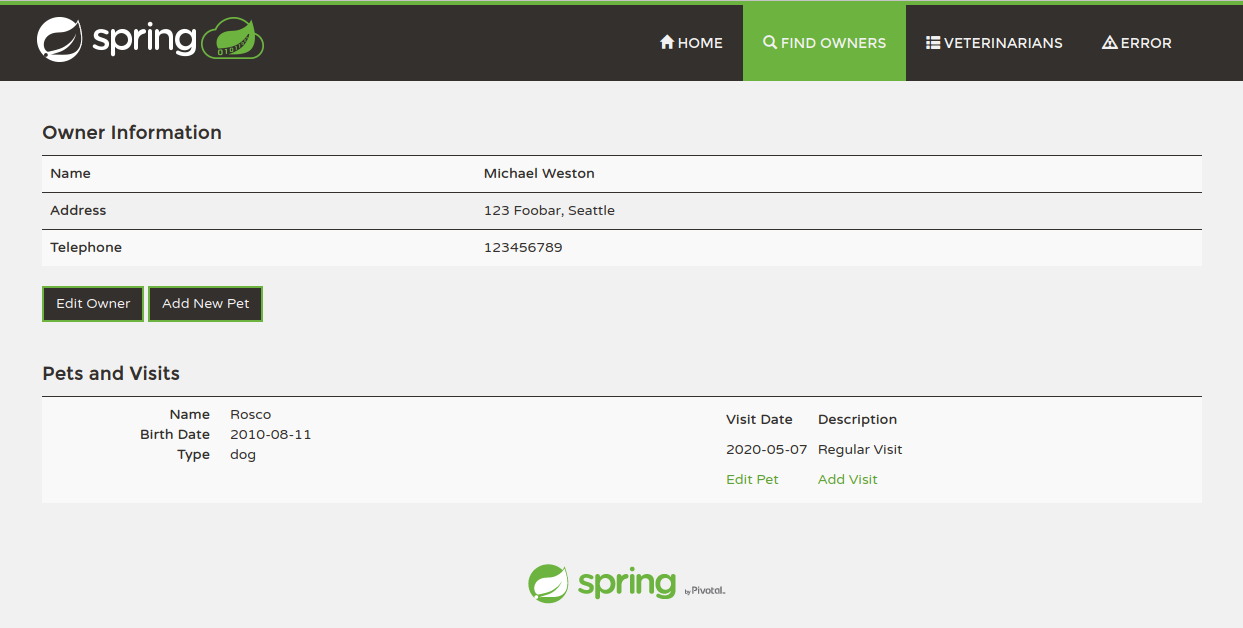 spring
HOME FIND OWNERS VETERINARIANS ERROR
Owner Information
Name Michael Weston
Address 123 Foobar, Seattle
Telephone 123456789
Edit Owner Add New Pet
Pets and Visits
Name Rosco
Birth Date 2010-08-11
Type dog
Visit Date Description
2020-05-07 Regular Visit
Edit Pet Add Visit
spring by Pivotal.